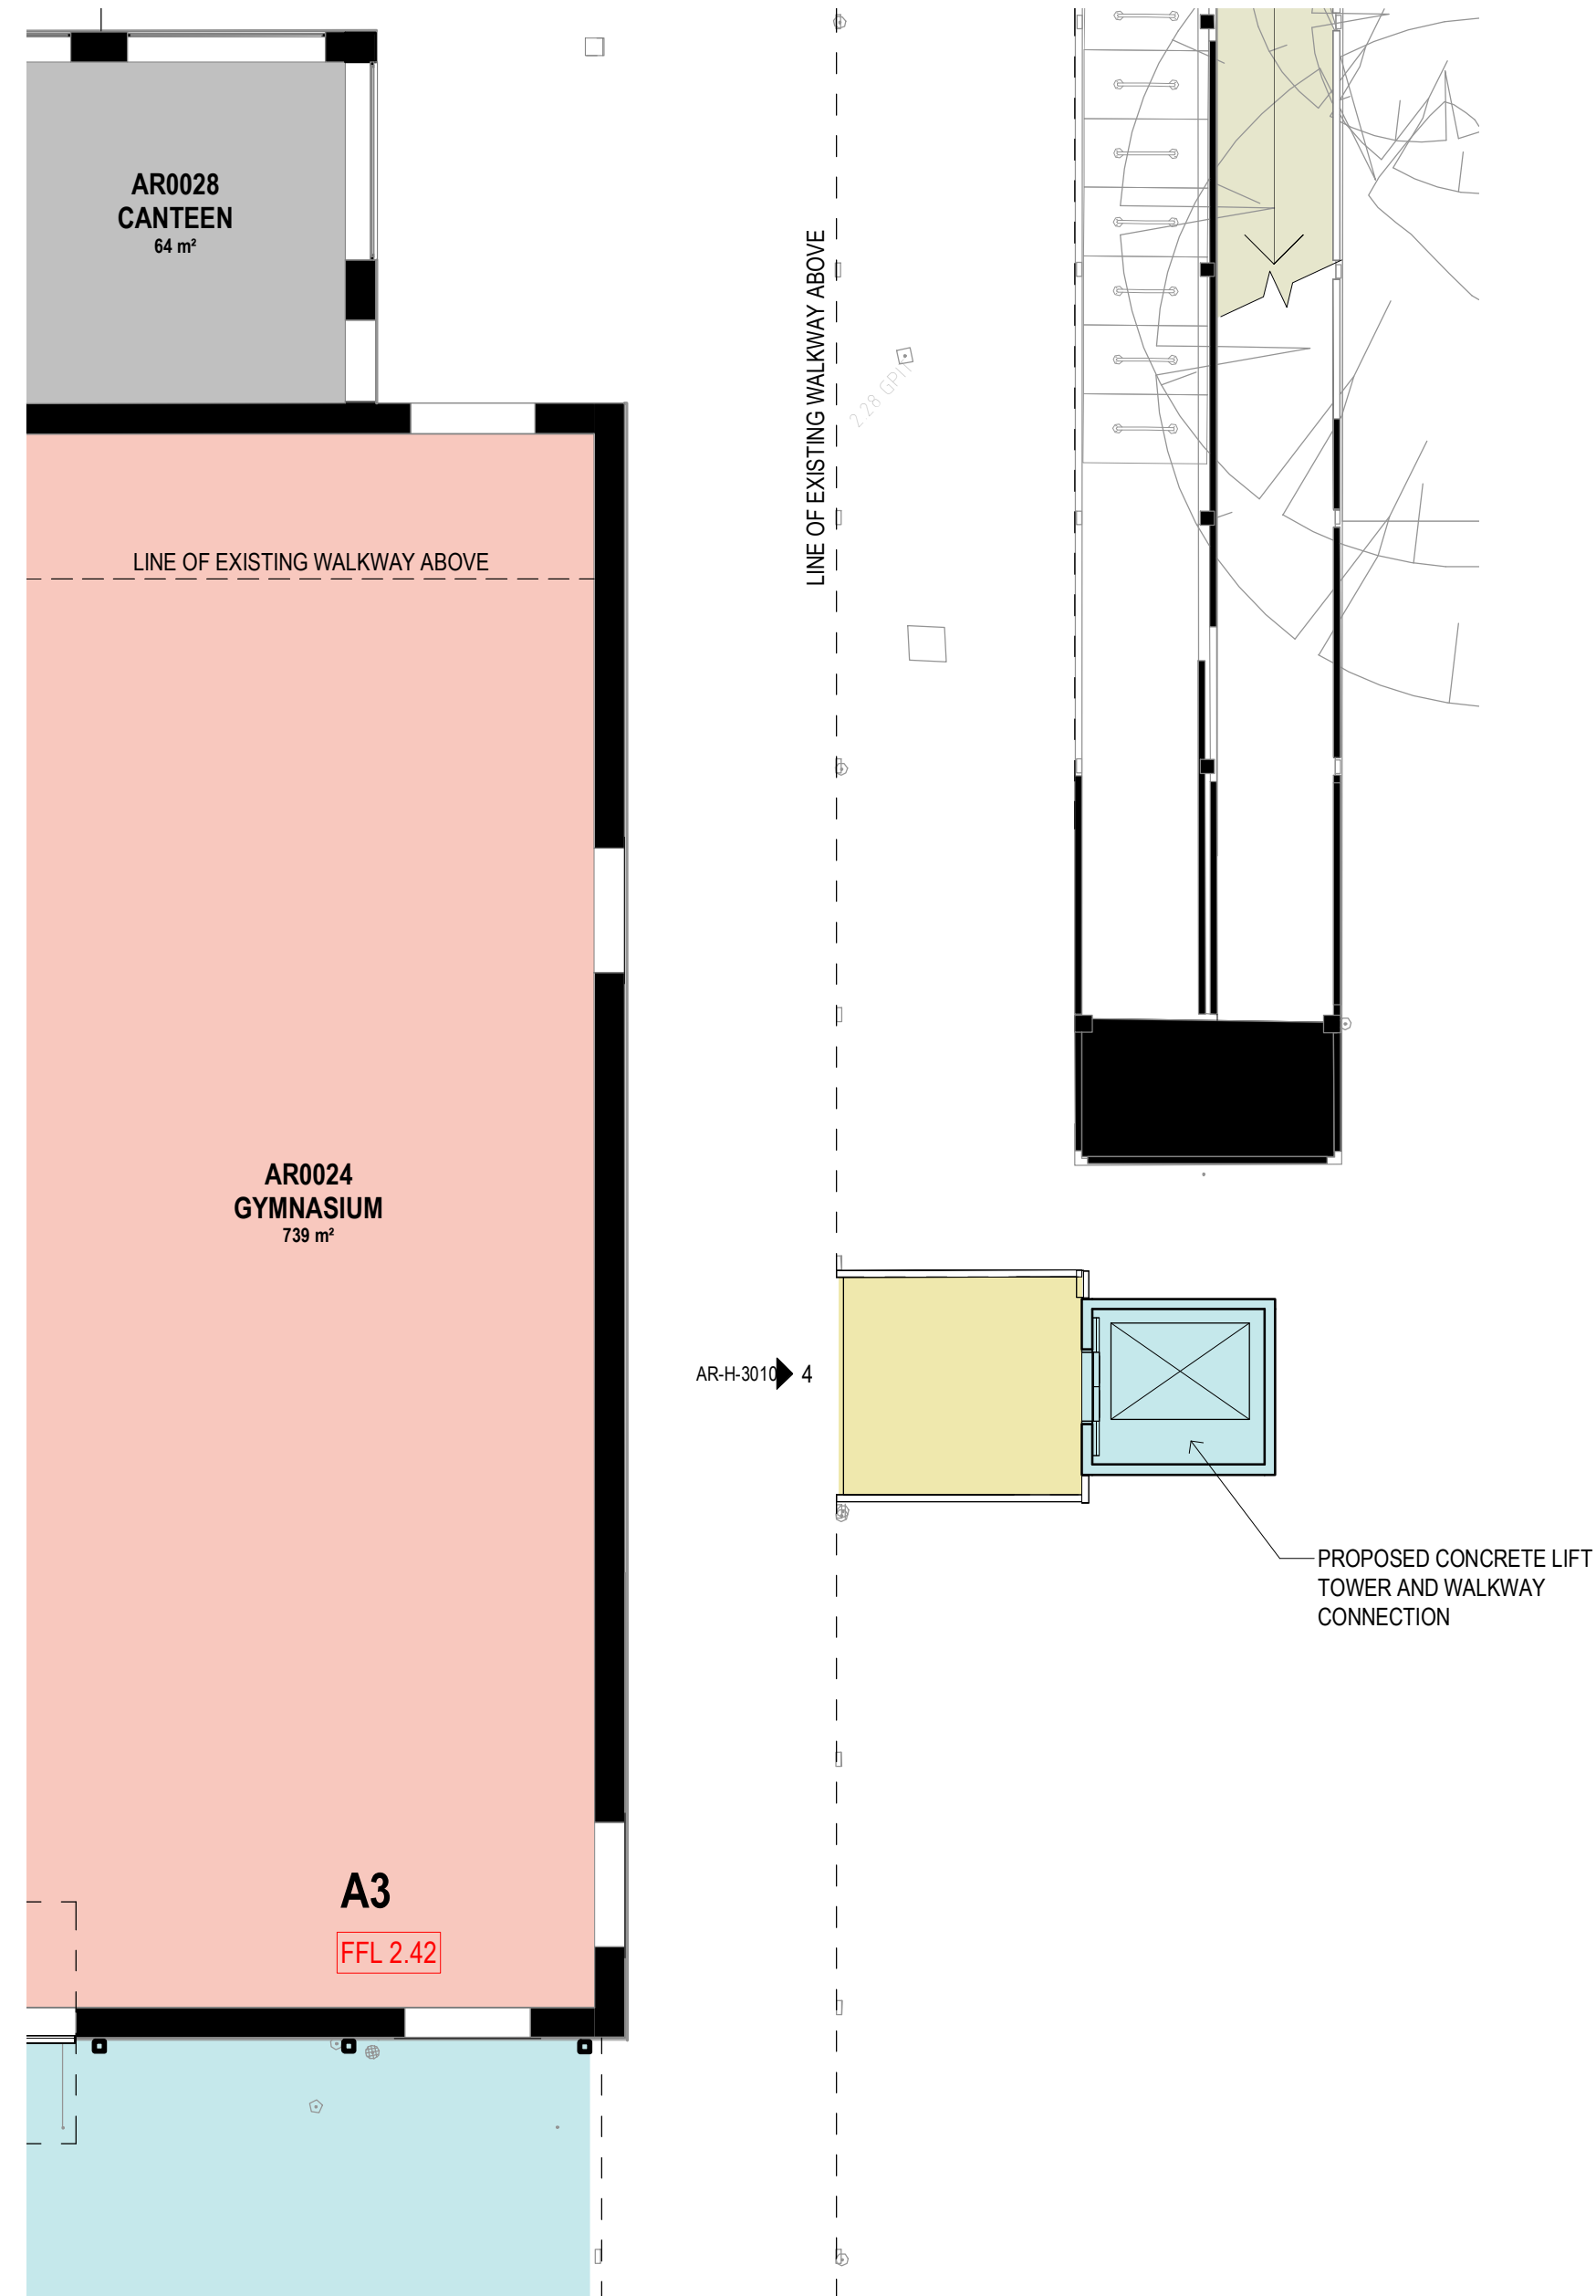 AR0028
CANTEEN
64 m²
LINE OF EXISTING WALKWAY ABOVE
LINE OF EXISTING WALKWAY ABOVE
AR0024
GYMNASIUM
739 m²
AR-H-3010 4
PROPOSED CONCRETE LIFT
TOWER AND WALKWAY
CONNECTION
A3
FFL 2.42